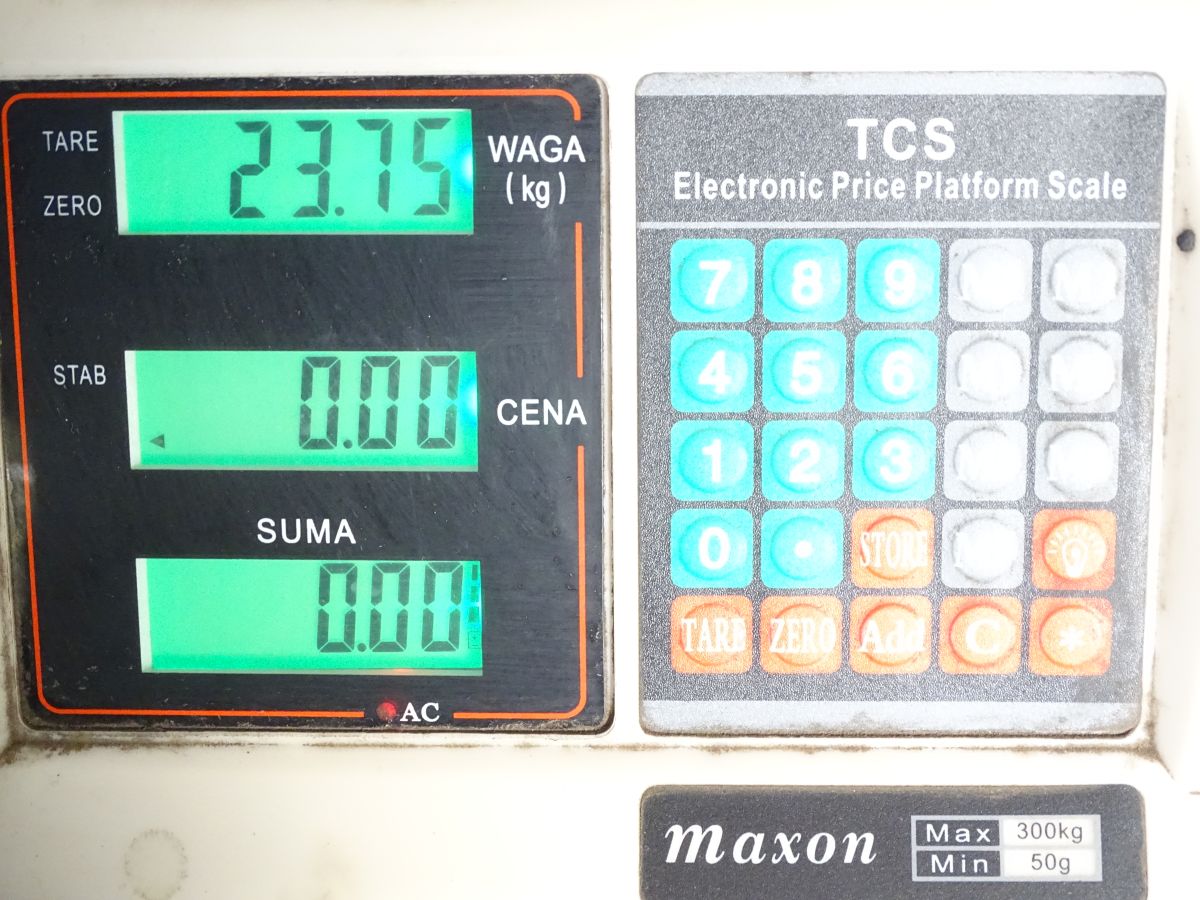 TARE
ZERO
23.75
WAGA
(kg)
STAB
0.00
CENA
SUMA
0.00
AC
TCS
Electronic Price Platform Scale
7 8 9
4 5 6
1 2 3
0 . STORE
TARE ZERO Add C *
maxon
Max 300kg
Min 50g